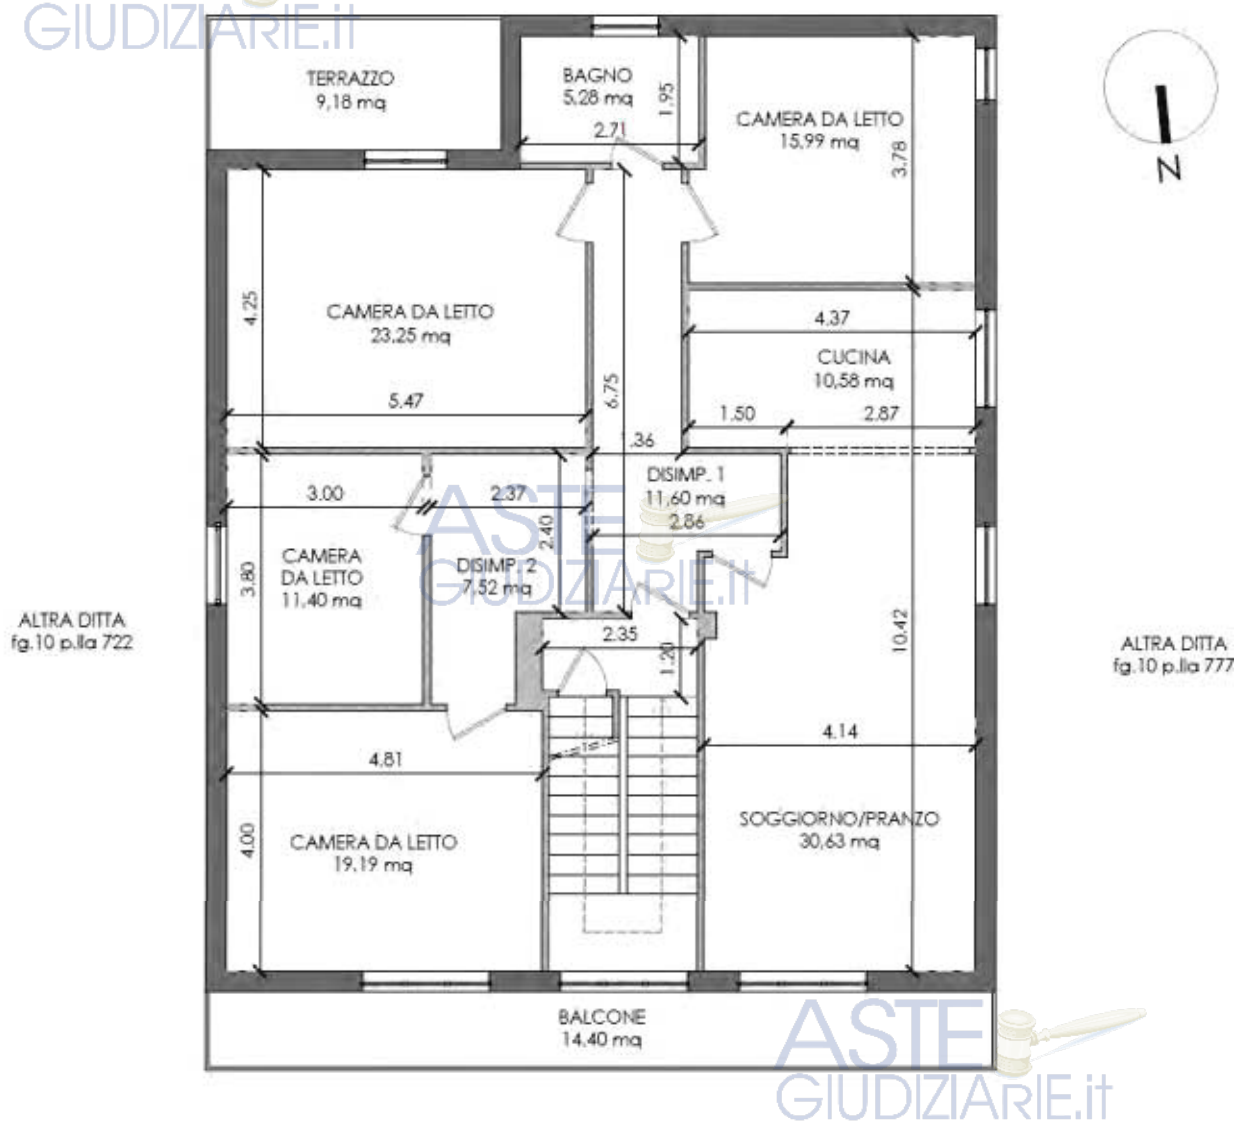 GIUDIZIARIE.it
TERRAZZO
9,18 mq
BAGNO
5,28 mq
1.95
2.71
CAMERA DA LETTO
15,99 mq
3.78
N
4.25
CAMERA DA LETTO
23,25 mq
5.47
6.75
4.37
CUCINA
10,58 mq
1.50
2.87
1.36
3.00
2.37
2.40
DISIMP. 1
11,60 mq
2.86
ASTE
GIUDIZIARIE.it
3.80
CAMERA
DA LETTO
11,40 mq
DISIMP. 2
7,52 mq
ALTRA DITTA
fg.10 p.lla 722
2.35
1.20
10.42
ALTRA DITTA
fg.10 p.lla 777
4.81
4.14
4.00
CAMERA DA LETTO
19,19 mq
SOGGIORNO/PRANZO
30,63 mq
BALCONE
14,40 mq
ASTE
GIUDIZIARIE.it